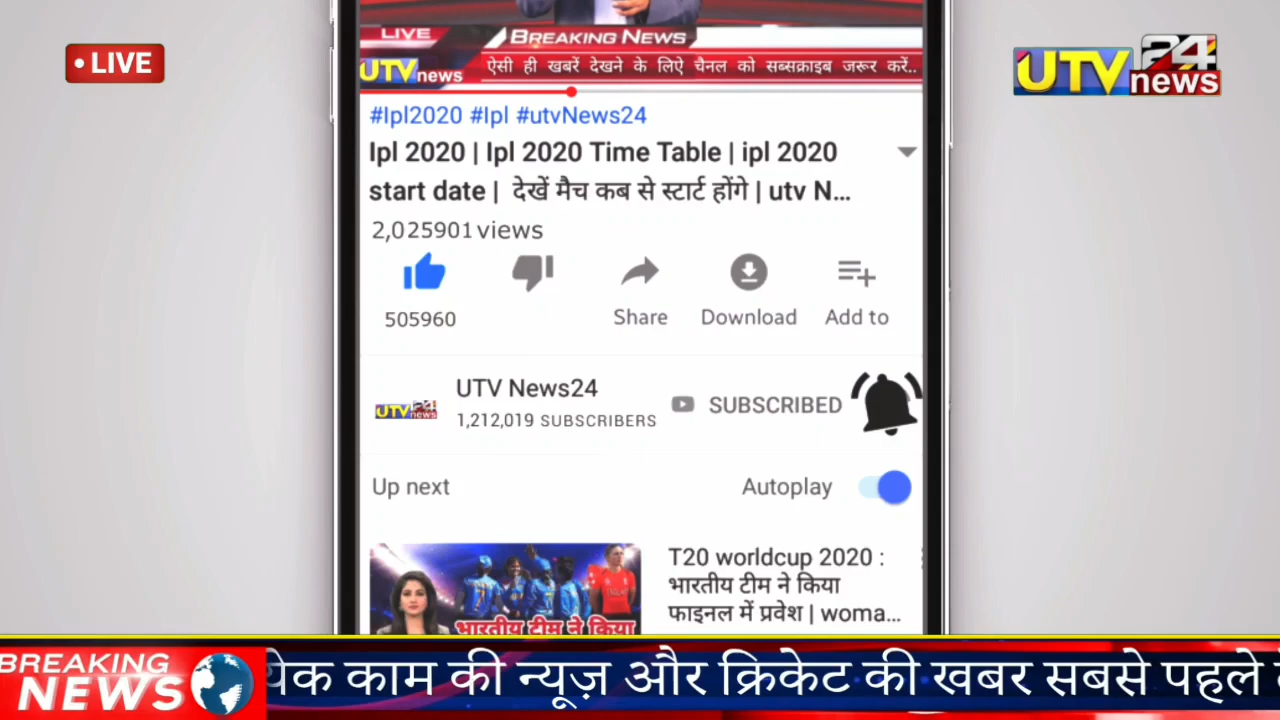 • LIVE
UTV 24 news
LIVE
BREAKING NEWS
UTV news
ऐसी ही खबरें देखने के लिऐ चैनल को सब्सक्राइब जरूर करें..
#Ipl2020 #Ipl #utvNews24
Ipl 2020 | Ipl 2020 Time Table | ipl 2020
start date | देखें मैच कब से स्टार्ट होंगे | utv N...
2,025901 views
505960
Share
Download
Add to
UTV 24 news
UTV News24
1,212,019 SUBSCRIBERS
SUBSCRIBED
Up next
Autoplay
T20 worldcup 2020 :
भारतीय टीम ने किया
फाइनल में प्रवेश | woma...
भारतीय टीम ने किया
BREAKING
NEWS
काम की न्यूज़ और क्रिकेट की खबर सबसे पहले